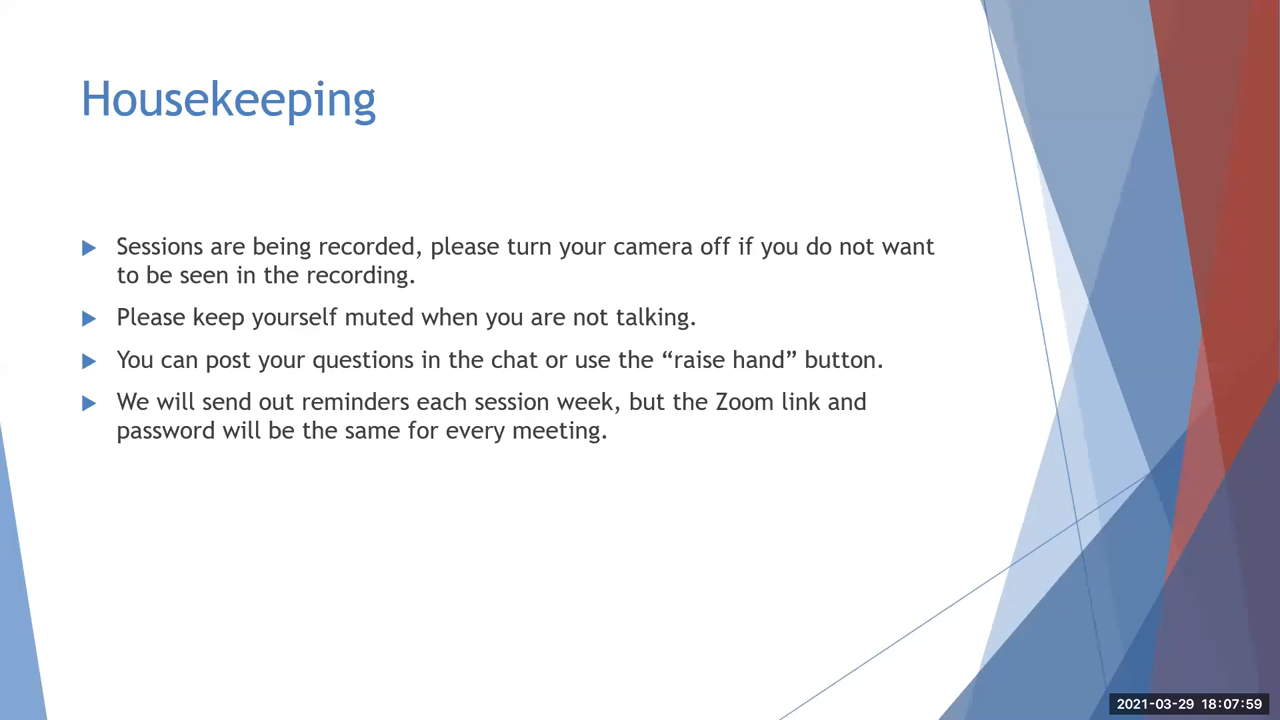 Housekeeping
Sessions are being recorded, please turn your camera off if you do not want
to be seen in the recording.
Please keep yourself muted when you are not talking.
You can post your questions in the chat or use the “raise hand” button.
We will send out reminders each session week, but the Zoom link and
password will be the same for every meeting.
2021-03-29 18:07:59